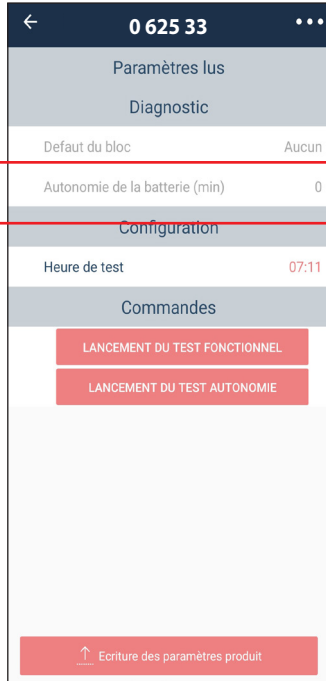 0 625 33
Paramètres lus
Diagnostic
Defaut du bloc Aucun
Autonomie de la batterie (min) 0
Configuration
Heure de test 07:11
Commandes
LANCEMENT DU TEST FONCTIONNEL
LANCEMENT DU TEST AUTONOMIE
Ecriture des paramètres produit